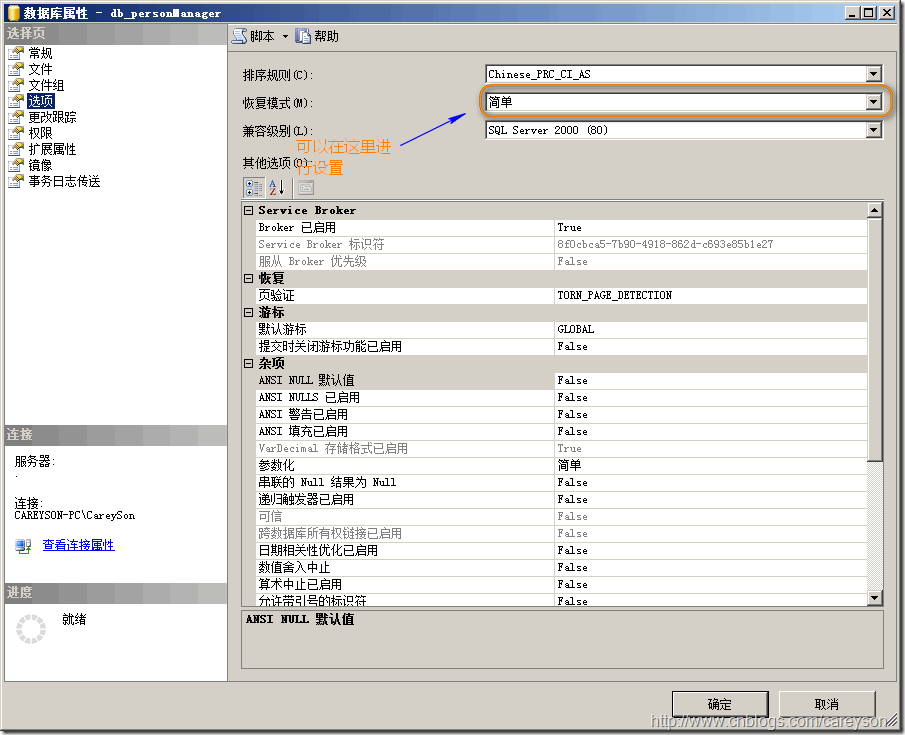 数据库属性 - db_personManager
选择页
常规
文件
文件组
选项
更改跟踪
权限
扩展属性
镜像
事务日志传送
脚本 帮助
排序规则(C): Chinese_PRC_CI_AS
恢复模式(M): 简单
兼容级别(L): SQL Server 2000 (80)
可以在这里进
行设置
其他选项(O):
Service Broker
Broker 已启用 True
Service Broker 标识符 8f0cbca5-7b90-4918-862d-c693e85b1e27
服从 Broker 优先级 False
恢复
页验证 TORN_PAGE_DETECTION
游标
默认游标 GLOBAL
提交时关闭游标功能已启用 False
杂项
ANSI NULL 默认值 False
ANSI NULLS 已启用 False
ANSI 警告已启用 False
ANSI 填充已启用 False
VarDecimal 存储格式已启用 True
参数化 简单
串联的 Null 结果为 Null False
递归触发器已启用 False
可信 False
跨数据库所有权链接已启用 False
日期相关性优化已启用 False
数值舍入中止 False
算术中止已启用 False
允许带引号的标识符 False
ANSI NULL 默认值
连接
服务器:
.
连接:
CAREYSON-PC\CareySon
查看连接属性
进度
就绪
确定 取消
http://www.cnblogs.com/careyson/